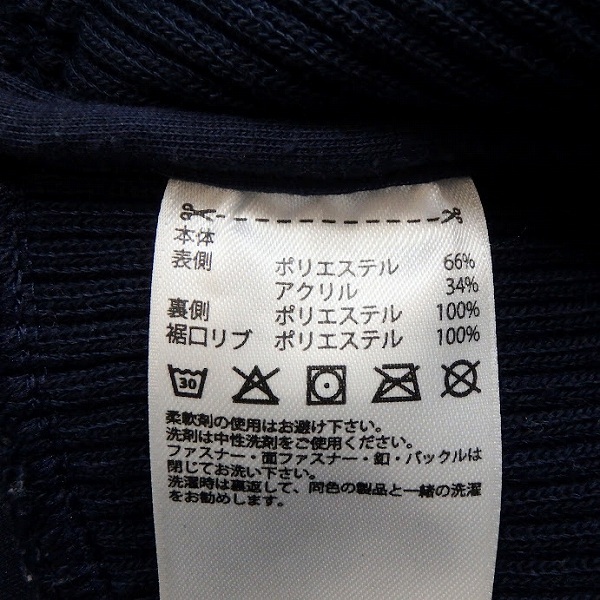 本体
表側 ポリエステル 66%
アクリル 34%
裏側 ポリエステル 100%
裾口リブ ポリエステル 100%
30
柔軟剤の使用はお避け下さい。
洗剤は中性洗剤をご使用ください。
ファスナー・面ファスナー・釦・バックルは
閉じてお洗い下さい。
洗濯時は裏返して、同色の製品と一緒の洗濯
をお勧めします。